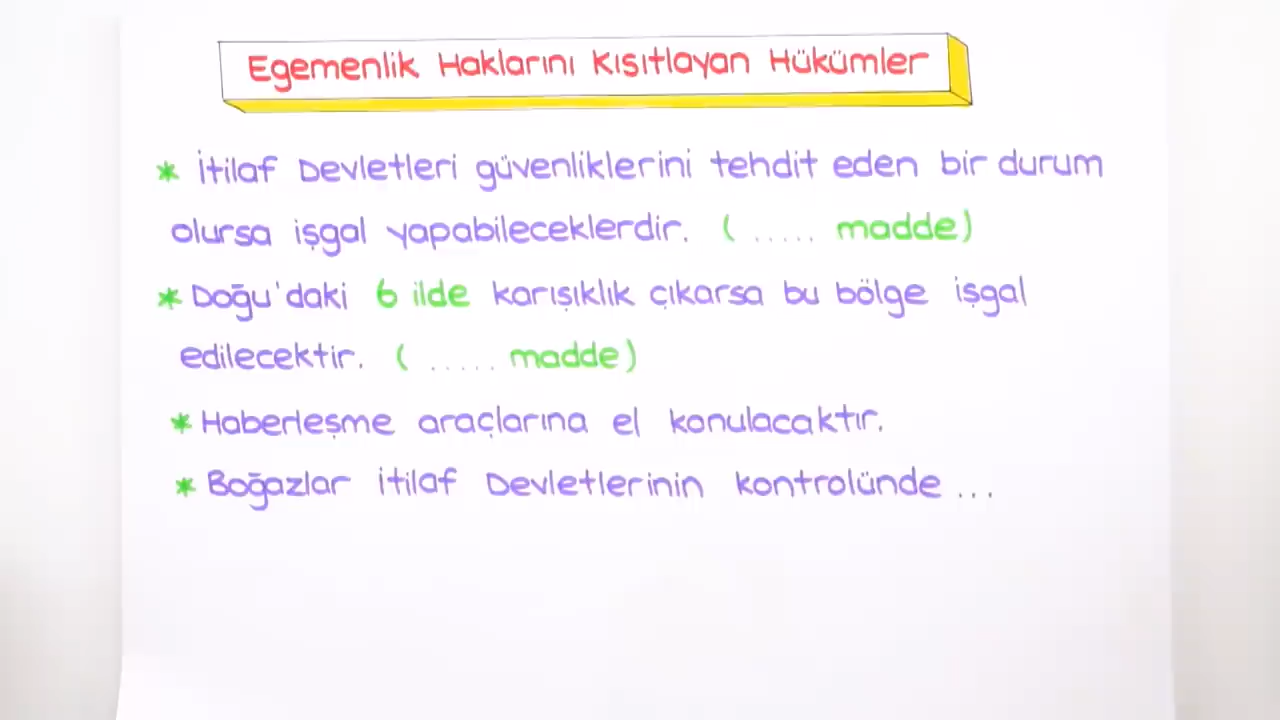 Egemenlik Haklarını Kısıtlayan Hükümler
* İtilaf Devletleri güvenliklerini tehdit eden bir durum
olursa işgal yapabileceklerdir. ( ..... madde)
* Doğu'daki 6 ilde karışıklık çıkarsa bu bölge işgal
edilecektir. ( ..... madde)
* Haberleşme araçlarına el konulacaktır.
* Boğazlar İtilaf Devletlerinin kontrolünde ...